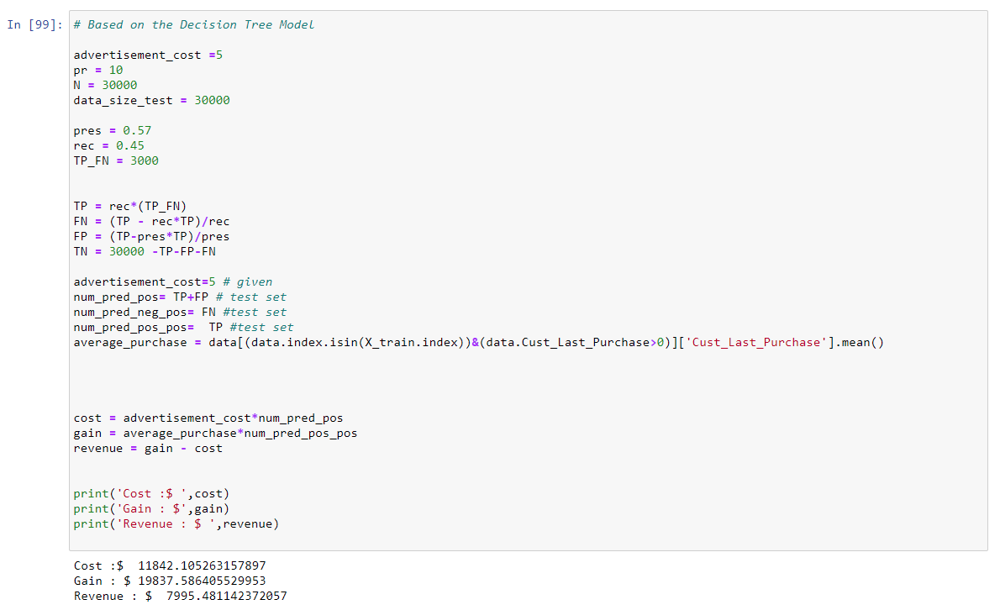 In [99]: # Based on the Decision Tree Model
advertisement_cost =5
pr = 10
N = 30000
data_size_test = 30000
pres = 0.57
rec = 0.45
TP_FN = 3000
TP = rec*(TP_FN)
FN = (TP - rec*TP)/rec
FP = (TP-pres*TP)/pres
TN = 30000 -TP-FP-FN
advertisement_cost=5 # given
num_pred_pos= TP+FP # test set
num_pred_neg_pos= FN #test set
num_pred_pos_pos=  TP #test set
average_purchase = data[(data.index.isin(X_train.index))&(data.Cust_Last_Purchase>0)]['Cust_Last_Purchase'].mean()
cost = advertisement_cost*num_pred_pos
gain = average_purchase*num_pred_pos_pos
revenue = gain - cost
print('Cost :$ ',cost)
print('Gain : $',gain)
print('Revenue : $ ',revenue)
Cost :$  11842.105263157897
Gain : $ 19837.586405529953
Revenue : $  7995.481142372057